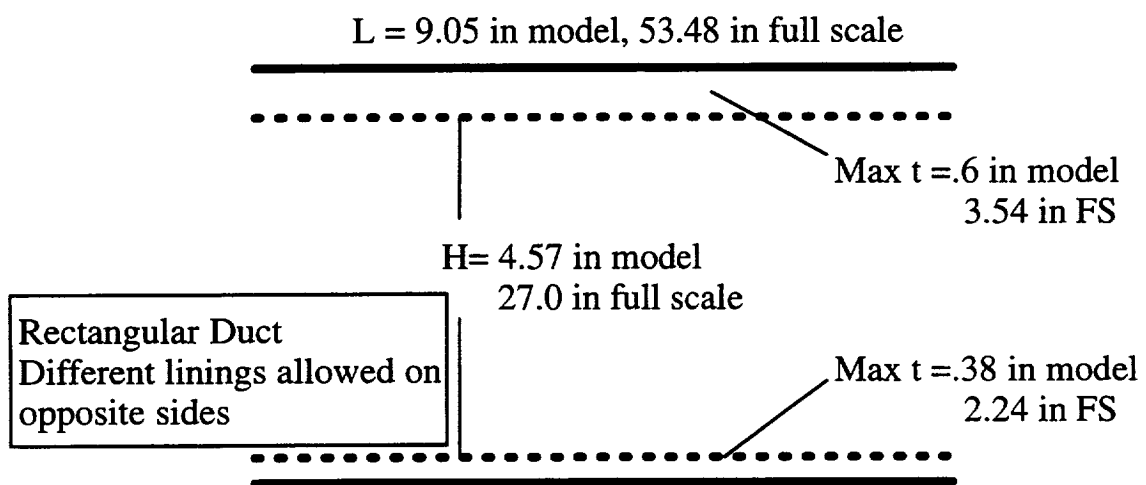 L = 9.05 in model, 53.48 in full scale
Max t =.6 in model
3.54 in FS
H= 4.57 in model
27.0 in full scale
Rectangular Duct
Different linings allowed on
opposite sides
Max t =.38 in model
2.24 in FS